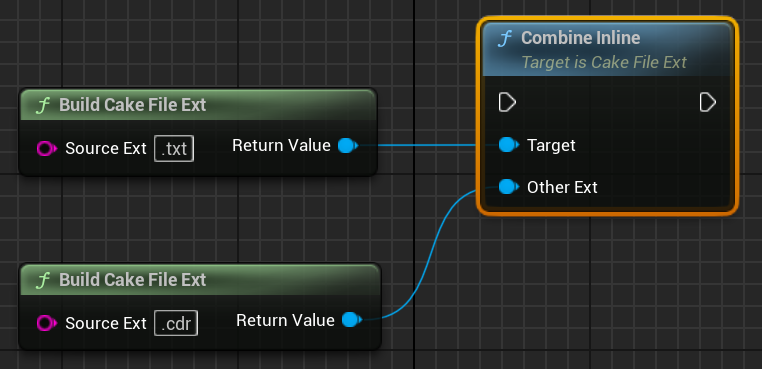 Combine Inline
Target is Cake File Ext
Build Cake File Ext
Source Ext .txt Return Value
Target
Other Ext
Build Cake File Ext
Source Ext .cdr Return Value